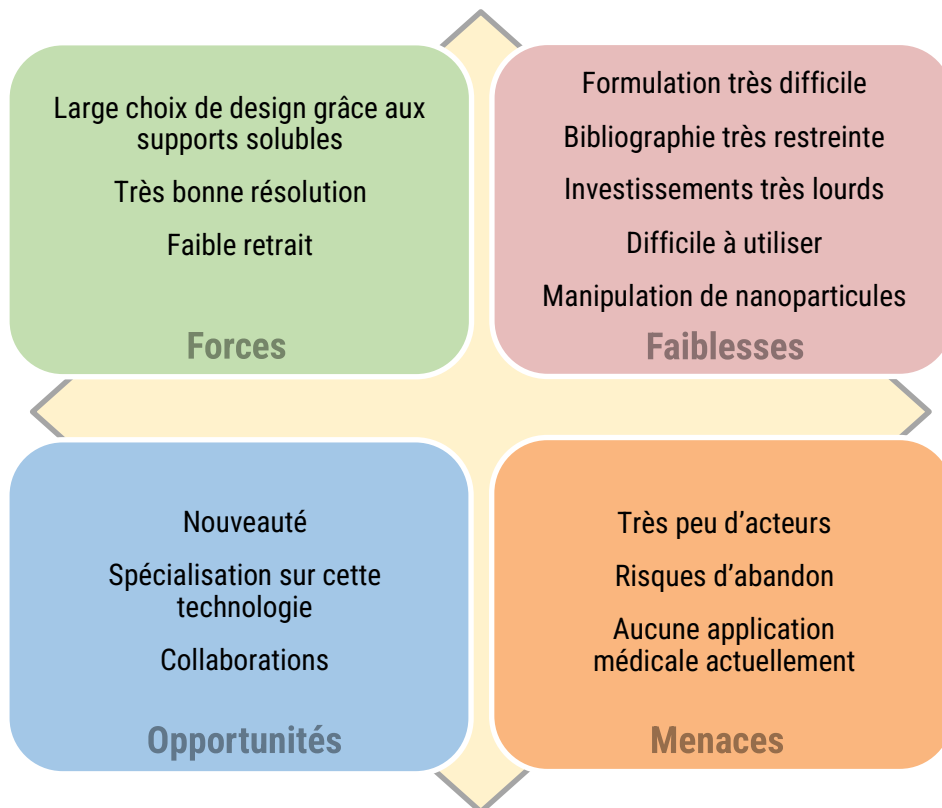 Large choix de design grâce aux
supports solubles
Très bonne résolution
Faible retrait
Forces
Formulation très difficile
Bibliographie très restreinte
Investissements très lourds
Difficile à utiliser
Manipulation de nanoparticules
Faiblesses
Nouveauté
Spécialisation sur cette
technologie
Collaborations
Opportunités
Très peu d’acteurs
Risques d’abandon
Aucune application
médicale actuellement
Menaces